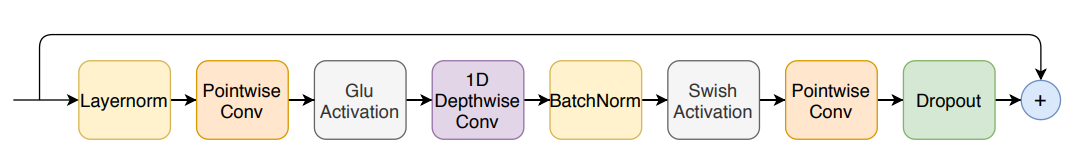 Layernorm
Pointwise
Conv
Glu
Activation
1D
Depthwise
Conv
BatchNorm
Swish
Activation
Pointwise
Conv
Dropout
+